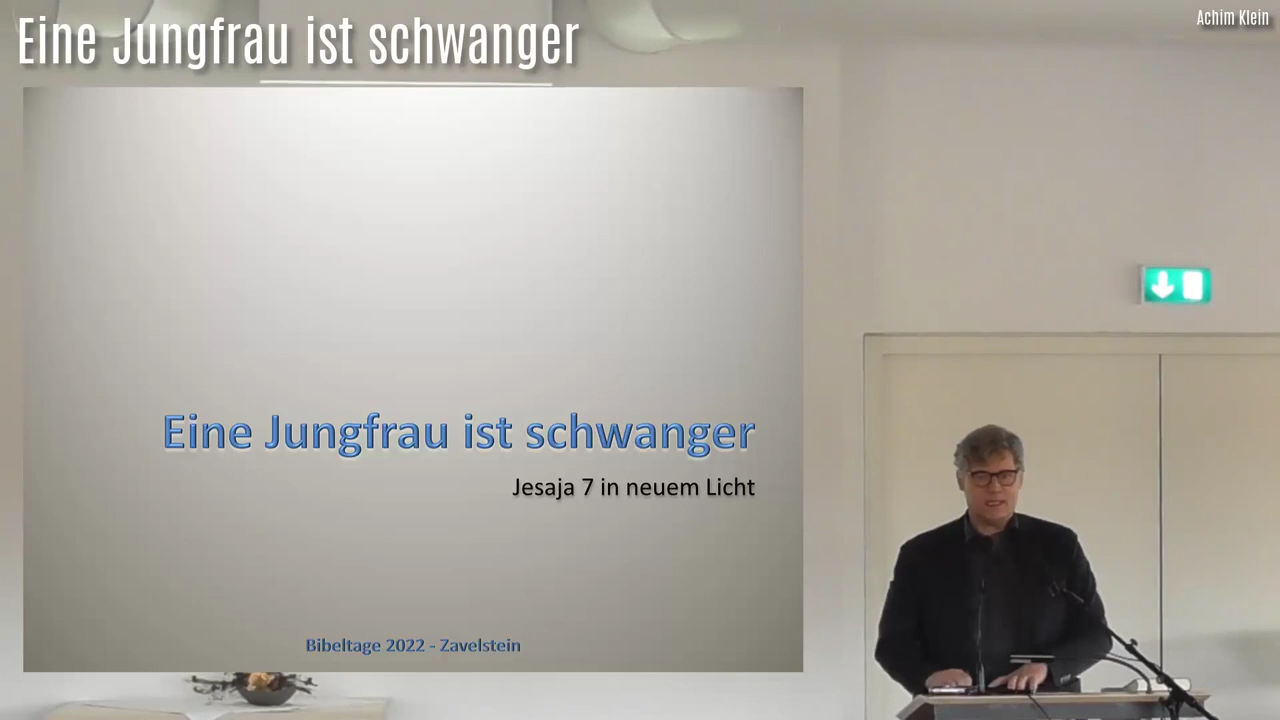 Eine Jungfrau ist schwanger
Achim Klein
Eine Jungfrau ist schwanger
Jesaja 7 in neuem Licht
Bibeltage 2022 - Zavelstein